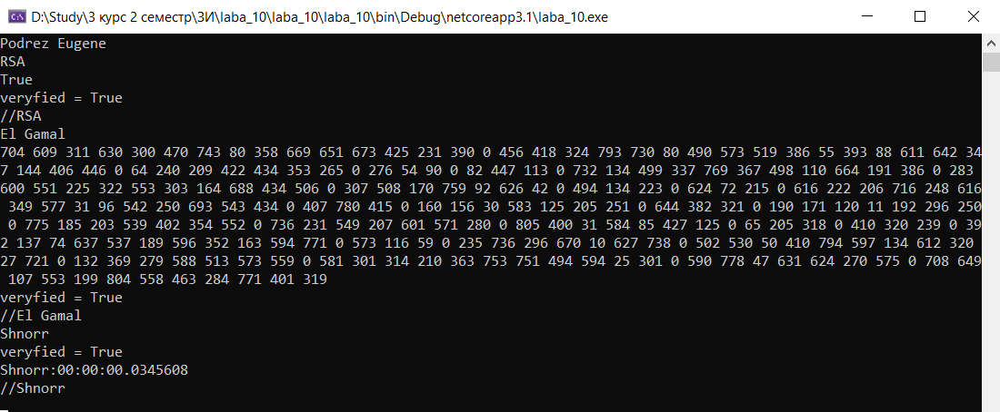 D:\Study\3 курс 2 семестр\ЗИ\laba_10\laba_10\laba_10\bin\Debug\netcoreapp3.1\laba_10.exe
Podrez Eugene
RSA
True
veryfied = True
//RSA
El Gamal
704 609 311 630 300 470 743 80 358 669 651 673 425 231 390 0 456 418 324 793 730 80 490 573 519 386 55 393 88 611 642 34
7 144 406 446 0 64 240 209 422 434 353 265 0 276 54 90 0 82 447 113 0 732 134 499 337 769 367 498 110 664 191 386 0 283
600 551 225 322 553 303 164 688 434 506 0 307 508 170 759 92 626 42 0 494 134 223 0 624 72 215 0 616 222 206 716 248 616
349 577 31 96 542 250 693 543 434 0 407 780 415 0 160 156 30 583 125 205 251 0 644 382 321 0 190 171 120 11 192 296 250
0 775 185 203 539 402 354 552 0 736 231 549 207 601 571 280 0 805 400 31 584 85 427 125 0 65 205 318 0 410 320 239 0 39
2 137 74 637 537 189 596 352 163 594 771 0 573 116 59 0 235 736 296 670 10 627 738 0 502 530 50 410 794 597 134 612 320
27 721 0 132 369 279 588 513 573 559 0 581 301 314 210 363 753 751 494 594 25 301 0 590 778 47 631 624 270 575 0 708 649
107 553 199 804 558 463 284 771 401 319
veryfied = True
//El Gamal
Shnorr
veryfied = True
Shnorr:00:00:00.0345608
//Shnorr